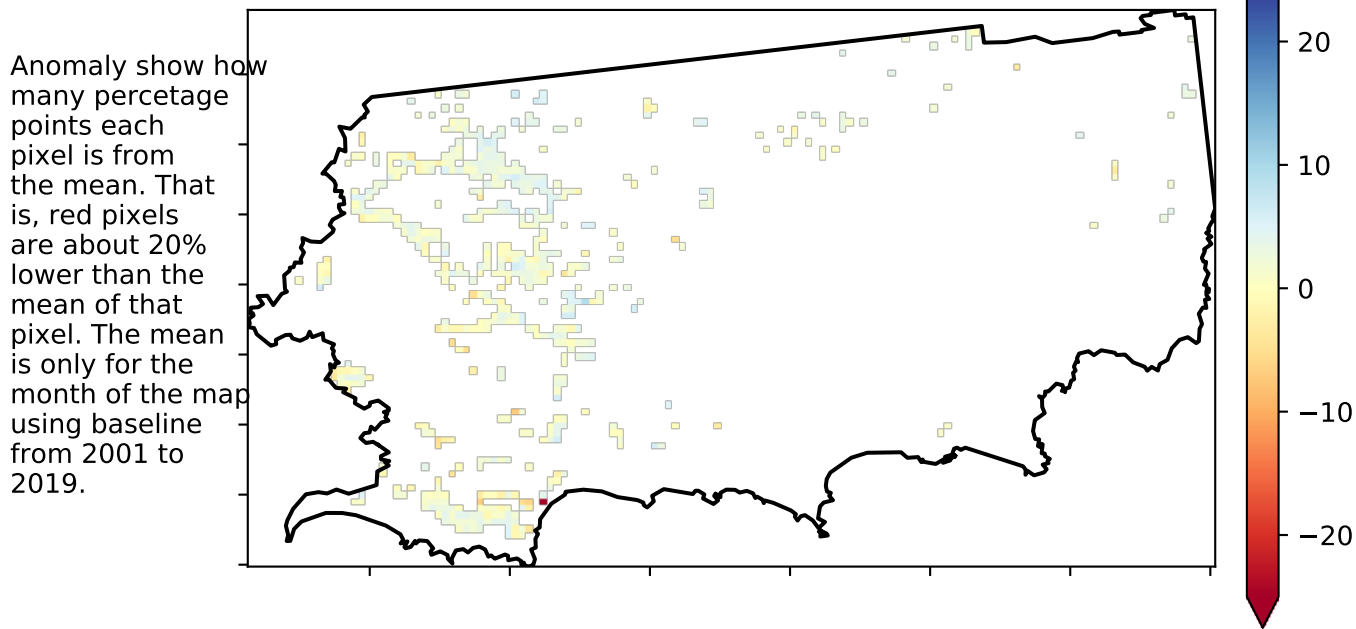 Anomaly show how
many percetage
points each
pixel is from
the mean. That
is, red pixels
are about 20%
lower than the
mean of that
pixel. The mean
is only for the
month of the map
using baseline
from 2001 to
2019.
20
10
0
−10
−20